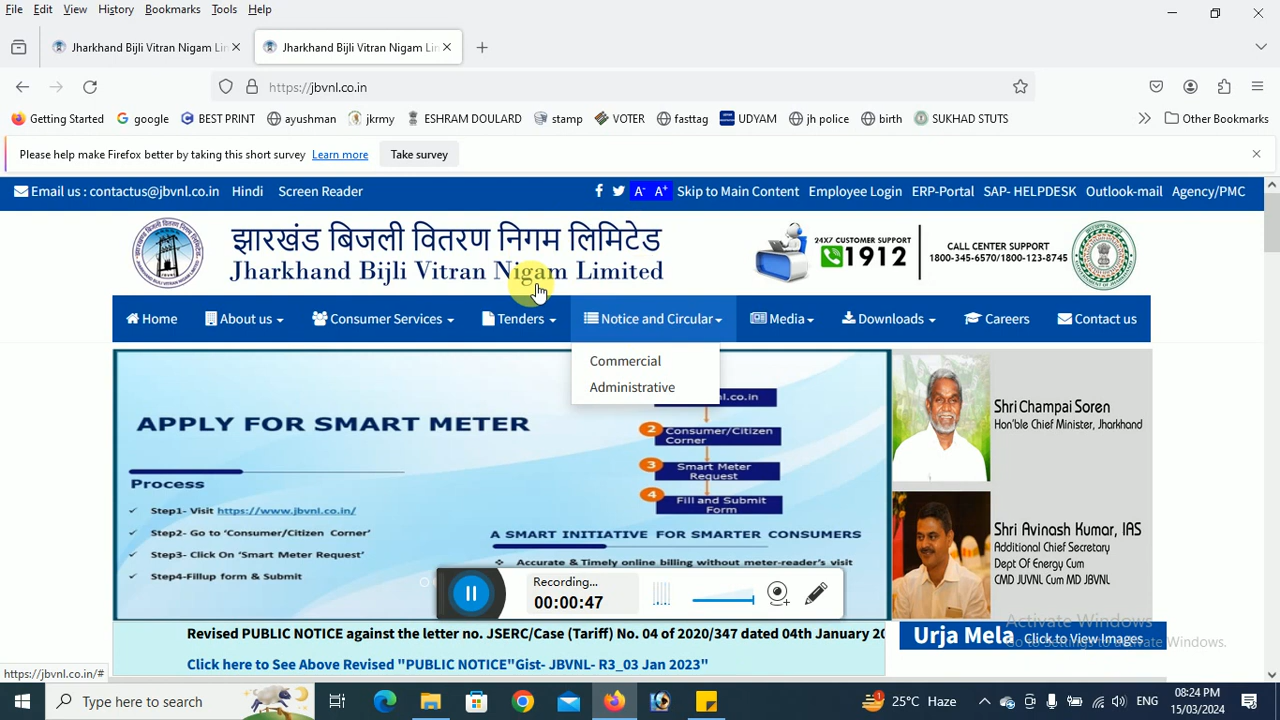 File Edit View History Bookmarks Tools Help
Jharkhand Bijli Vitran Nigam Lim
Jharkhand Bijli Vitran Nigam Lim
https://jbvnl.co.in
Getting Started google BEST PRINT ayushman jkrmy ESHRAM DOULARD stamp VOTER fasttag UDYAM jh police birth SUKHAD STUTS Other Bookmarks
Please help make Firefox better by taking this short survey Learn more Take survey
Email us : contactus@jbvnl.co.in Hindi Screen Reader A- A+ Skip to Main Content Employee Login ERP-Portal SAP- HELPDESK Outlook-mail Agency/PMC
झारखंड बिजली वितरण निगम लिमिटेड
Jharkhand Bijli Vitran Nigam Limited
24X7 CUSTOMER SUPPORT
1912
CALL CENTER SUPPORT
1800-345-6570/1800-123-8745
Home About us Consumer Services Tenders Notice and Circular Media Downloads Careers Contact us
Commercial
Administrative
APPLY FOR SMART METER
Process
Step1- Visit https://www.jbvnl.co.in/
Step2- Go to 'Consumer/Citizen Corner'
Step3- Click On 'Smart Meter Request'
Step4-Fillup form & Submit
l.co.in
2 Consumer/Citizen
Corner
3 Smart Meter
Request
4 Fill and Submit
Form
A SMART INITIATIVE FOR SMARTER CONSUMERS
Accurate & Timely online billing without meter-reader's visit
Shri Champai Soren
Hon'ble Chief Minister, Jharkhand
Shri Avinash Kumar, IAS
Additional Chief Secretary
Dept Of Energy Cum
CMD JUVNL Cum MD JBVNL
Recording...
00:00:47
Revised PUBLIC NOTICE against the letter no. JSERC/Case (Tariff) No. 04 of 2020/347 dated 04th January 20
Click here to See Above Revised "PUBLIC NOTICE"Gist- JBVNL- R3_03 Jan 2023"
Urja Mela Click to View Images
Activate Windows
Go to Settings to activate Windows.
https://jbvnl.co.in/#
Type here to search
25°C Haze
ENG
08:24 PM
15/03/2024